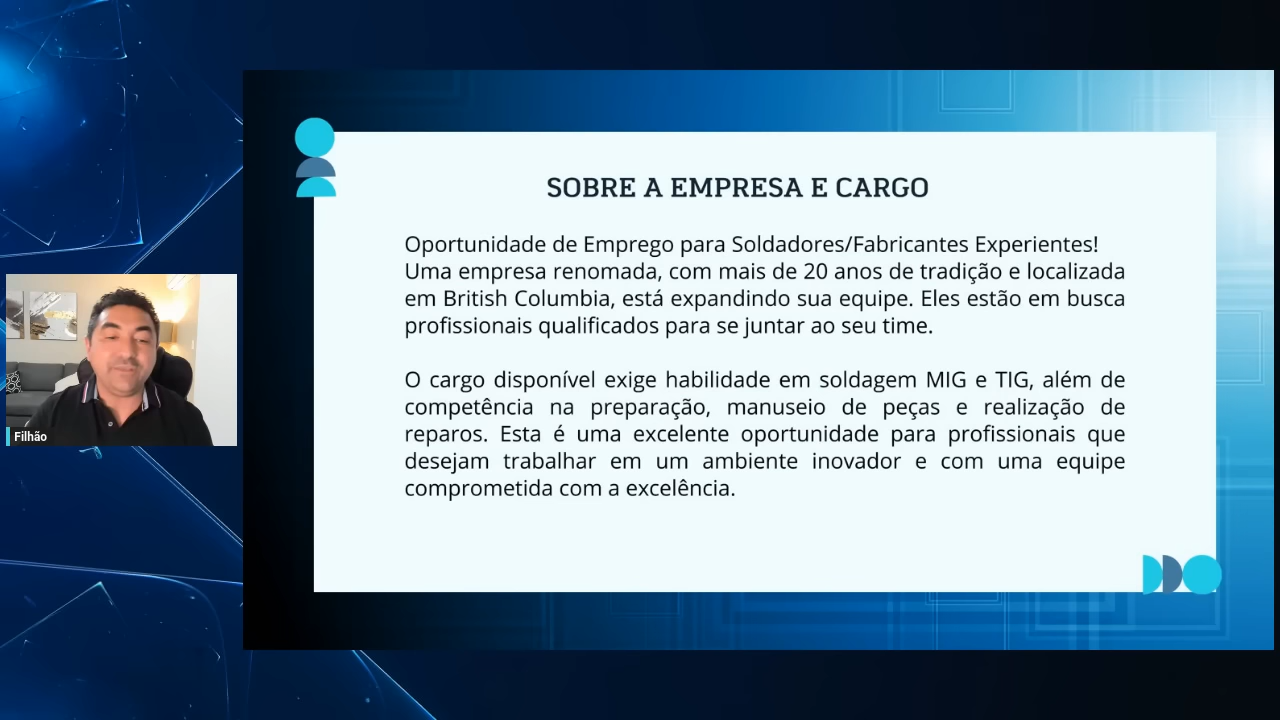 SOBRE A EMPRESA E CARGO
Oportunidade de Emprego para Soldadores/Fabricantes Experientes!
Uma empresa renomada, com mais de 20 anos de tradição e localizada
em British Columbia, está expandindo sua equipe. Eles estão em busca
profissionais qualificados para se juntar ao seu time.
O cargo disponível exige habilidade em soldagem MIG e TIG, além de
competência na preparação, manuseio de peças e realização de
reparos. Esta é uma excelente oportunidade para profissionais que
desejam trabalhar em um ambiente inovador e com uma equipe
comprometida com a excelência.
Filhão